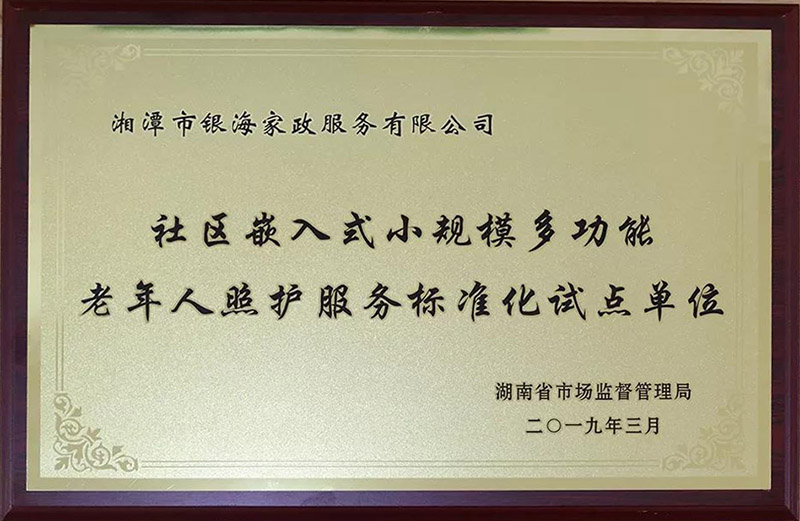 湘潭市银海家政服务有限公司
社区嵌入式小规模多功能
老年人照护服务标准化试点单位
湖南省市场监督管理局
二〇一九年三月